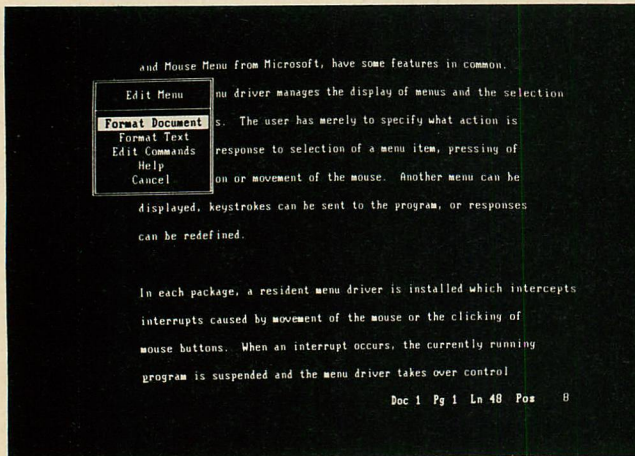 and Mouse Menu from Microsoft, have some features in common.
Edit Menu
nu driver manages the display of menus and the selection
Format Document
s. The user has merely to specify what action is
Format Text
Edit Commands
response to selection of a menu item, pressing of
Help
Cancel
on or movement of the mouse. Another menu can be
displayed, keystrokes can be sent to the program, or responses
can be redefined.
In each package, a resident menu driver is installed which intercepts
interrupts caused by movement of the mouse or the clicking of
mouse buttons. When an interrupt occurs, the currently running
program is suspended and the menu driver takes over control
Doc 1 Pg 1 Ln 48 Pos 8